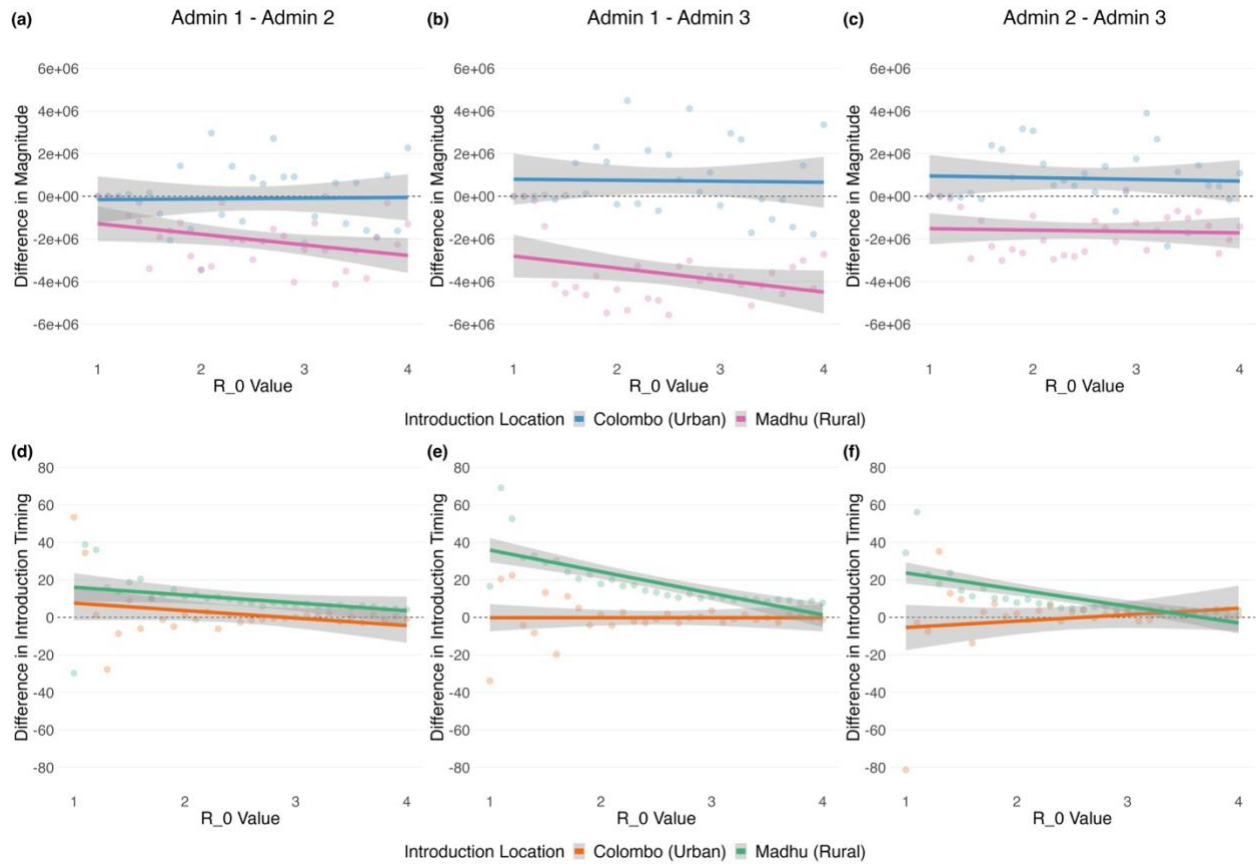 (a) Admin 1 - Admin 2
(b) Admin 1 - Admin 3
(c) Admin 2 - Admin 3
Difference in Magnitude
6e+06
4e+06
2e+06
0e+00
-2e+06
-4e+06
-6e+06
1 2 3 4
R_0 Value
Difference in Magnitude
6e+06
4e+06
2e+06
0e+00
-2e+06
-4e+06
-6e+06
1 2 3 4
R_0 Value
Difference in Magnitude
6e+06
4e+06
2e+06
0e+00
-2e+06
-4e+06
-6e+06
1 2 3 4
R_0 Value
Introduction Location Colombo (Urban) Madhu (Rural)
(d)
Difference in Introduction Timing
80
60
40
20
0
-20
-40
-60
-80
1 2 3 4
R_0 Value
(e)
Difference in Introduction Timing
80
60
40
20
0
-20
-40
-60
-80
1 2 3 4
R_0 Value
(f)
Difference in Introduction Timing
80
60
40
20
0
-20
-40
-60
-80
1 2 3 4
R_0 Value
Introduction Location Colombo (Urban) Madhu (Rural)